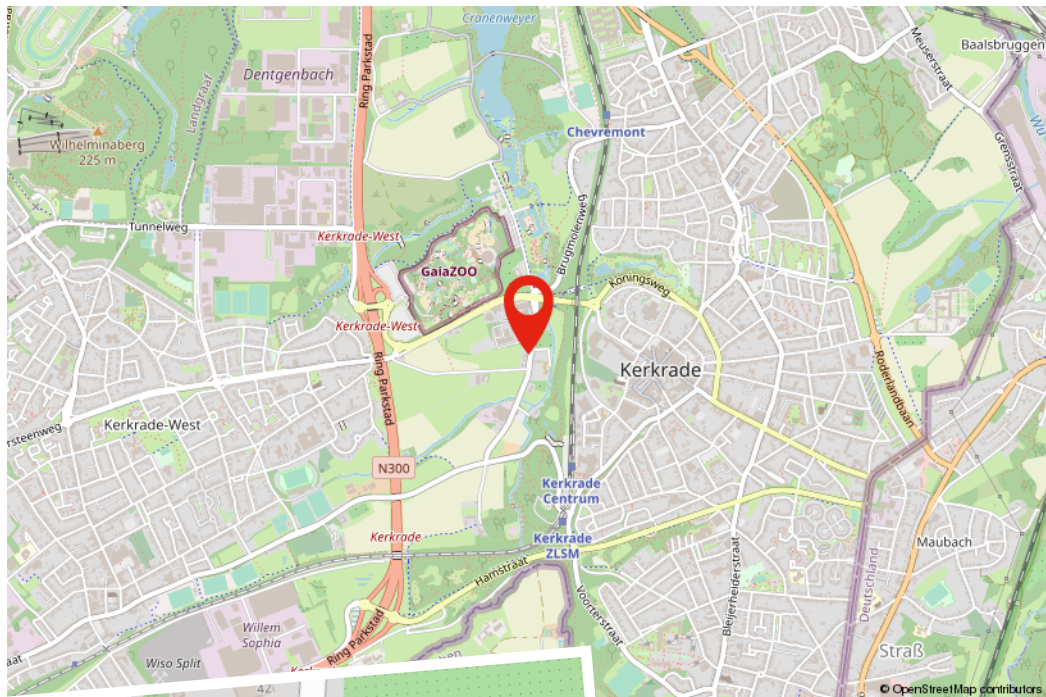 Cranenweyer
Baalsbruggen
Meuserstraat
Dentgenbach
Ring Parkstad
Landgraaf
Wilhelminaberg
225 m
Chevremont
Grensstraat
Tunnelweg
Kerkrade-West
Brugmolenweg
GaiaZOO
Koningsweg
Kerkrade-West
Ring Parkstad
Kerkrade
Roderlandbaan
Kerkrade-West
ersteenweg
N300
Kerkrade
Centrum
Kerkrade
Kerkrade
ZLSM
Maubach
Hamstraat
Deutschland
Bleijerheiderstraat
Voorterstraat
Willem
Sophia
Ring Parkstad
Straß
Wiso Split
© OpenStreetMap contributors